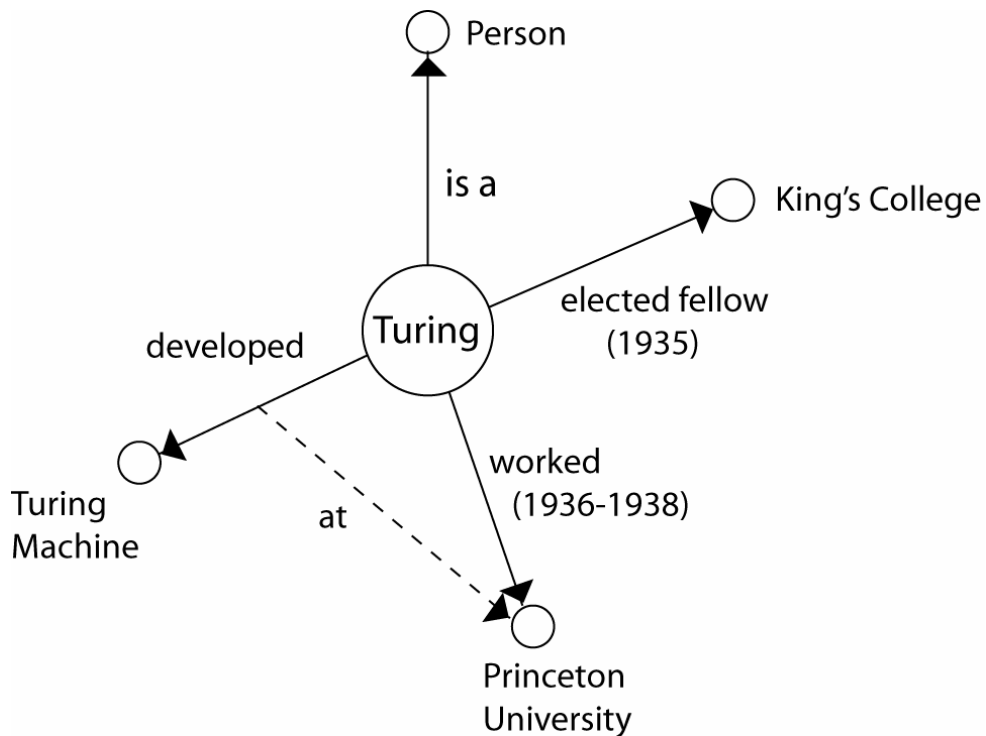 Person
is a
King's College
elected fellow
(1935)
Turing
developed
worked
(1936-1938)
at
Turing
Machine
Princeton
University